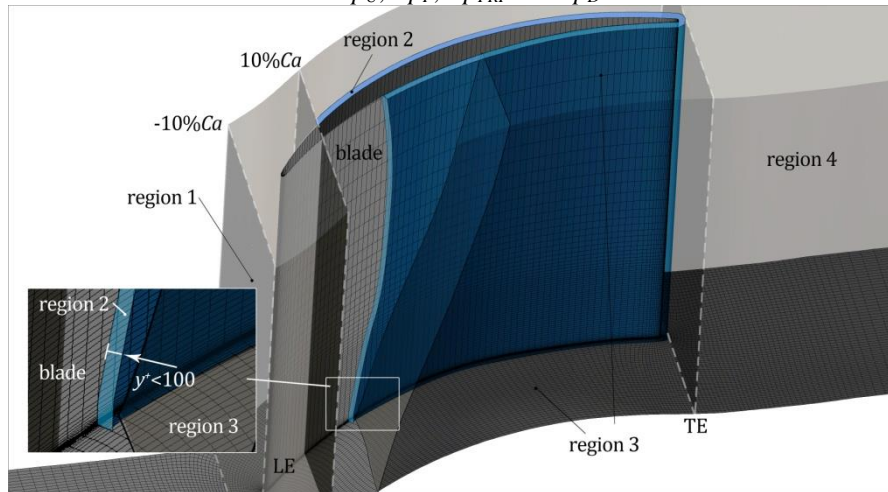 region 2
10%Ca
-10%Ca
blade
region 4
region 1
region 2
blade
y⁺<100
region 3
LE
TE
region 3